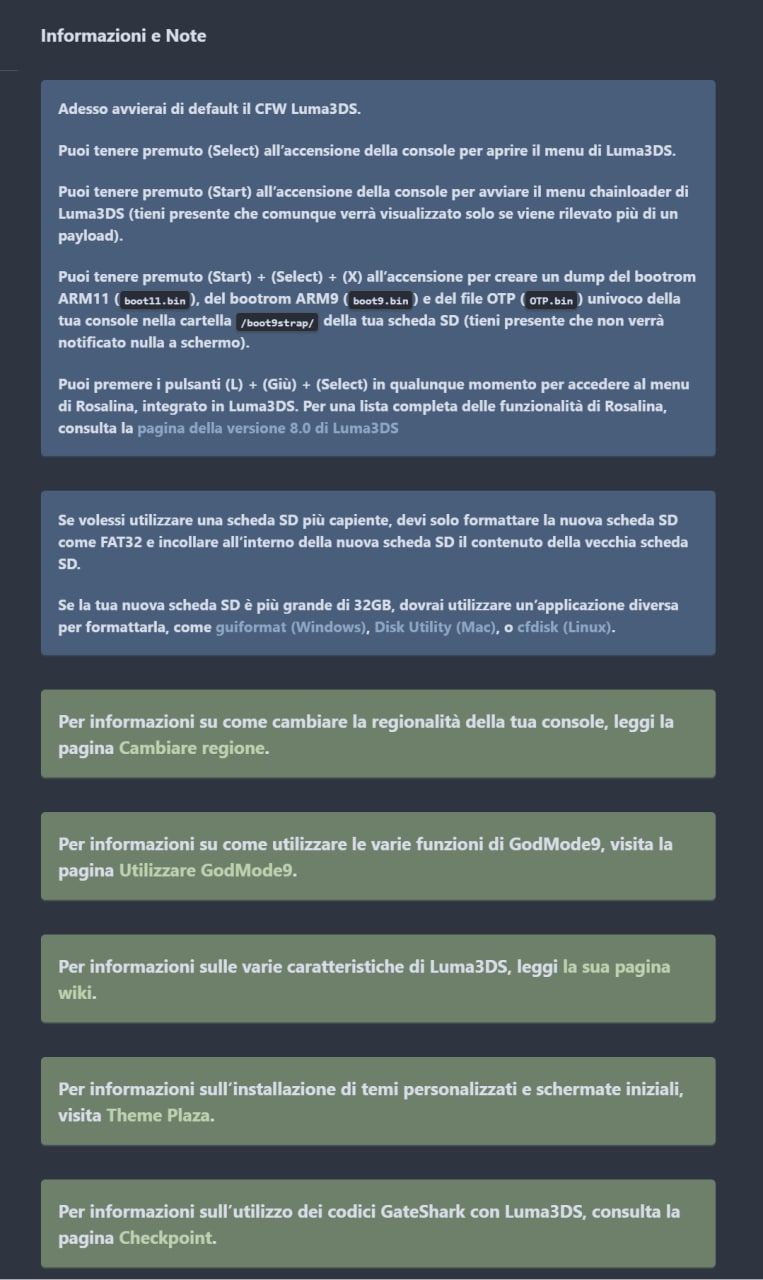 Informazioni e Note
Adesso avvierai di default il CFW Luma3DS.
Puoi tenere premuto (Select) all’accensione della console per aprire il menu di Luma3DS.
Puoi tenere premuto (Start) all’accensione della console per avviare il menu chainloader di
Luma3DS (tieni presente che comunque verrà visualizzato solo se viene rilevato più di un
payload).
Puoi tenere premuto (Start) + (Select) + (X) all’accensione per creare un dump del bootrom
ARM11 (boot11.bin), del bootrom ARM9 (boot9.bin) e del file OTP (OTP.bin) univoco della
tua console nella cartella /boot9strap/ della tua scheda SD (tieni presente che non verrà
notificato nulla a schermo).
Puoi premere i pulsanti (L) + (Giù) + (Select) in qualunque momento per accedere al menu
di Rosalina, integrato in Luma3DS. Per una lista completa delle funzionalità di Rosalina,
consulta la pagina della versione 8.0 di Luma3DS
Se volessi utilizzare una scheda SD più capiente, devi solo formattare la nuova scheda SD
come FAT32 e incollare all’interno della nuova scheda SD il contenuto della vecchia scheda
SD.
Se la tua nuova scheda SD è più grande di 32GB, dovrai utilizzare un’applicazione diversa
per formattarla, come guiformat (Windows), Disk Utility (Mac), o cfdisk (Linux).
Per informazioni su come cambiare la regionalità della tua console, leggi la
pagina Cambiare regione.
Per informazioni su come utilizzare le varie funzioni di GodMode9, visita la
pagina Utilizzare GodMode9.
Per informazioni sulle varie caratteristiche di Luma3DS, leggi la sua pagina
wiki.
Per informazioni sull’installazione di temi personalizzati e schermate iniziali,
visita Theme Plaza.
Per informazioni sull’utilizzo dei codici GateShark con Luma3DS, consulta la
pagina Checkpoint.